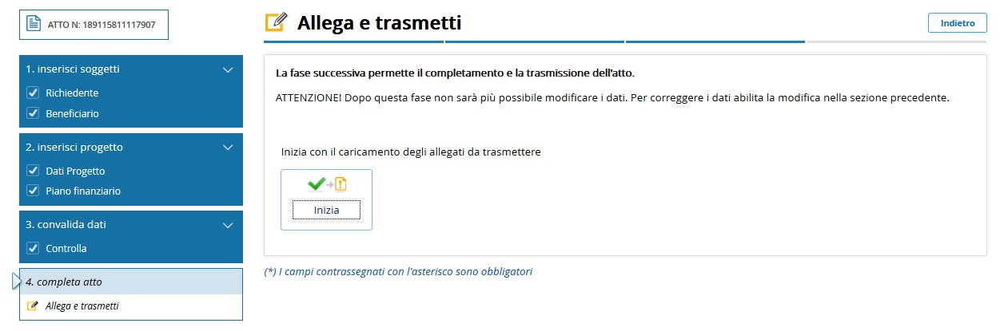 ATTO N: 189115811117907
Allega e trasmetti
Indietro
1. inserisci soggetti
Richiedente
Beneficiario
2. inserisci progetto
Dati Progetto
Piano finanziario
3. convalida dati
Controlla
4. completa atto
Allega e trasmetti
La fase successiva permette il completamento e la trasmissione dell'atto.
ATTENZIONE! Dopo questa fase non sarà più possibile modificare i dati. Per correggere i dati abilita la modifica nella sezione precedente.
Inizia con il caricamento degli allegati da trasmettere
Inizia
(*) I campi contrassegnati con l'asterisco sono obbligatori